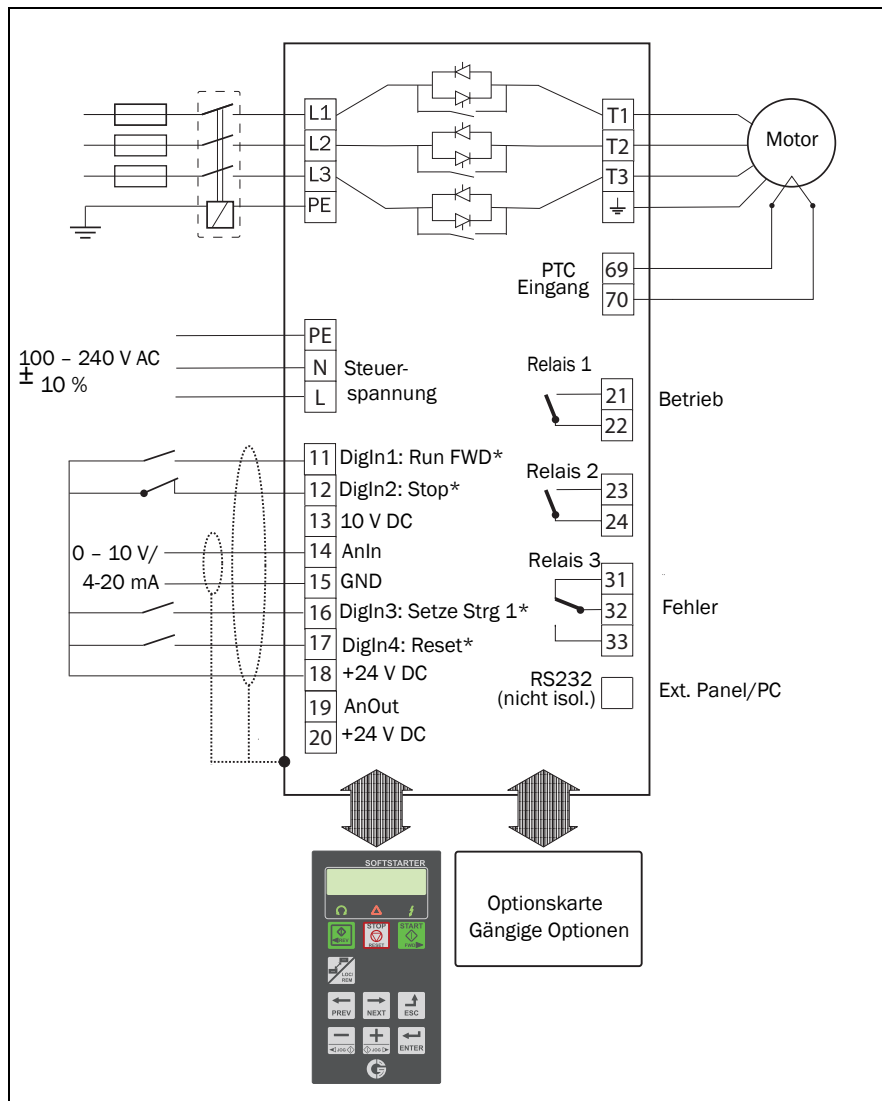 L1
L2
L3
PE
T1
T2
T3
Motor
PTC
Eingang
69
70
100 – 240 V AC
± 10 %
PE
N
L
Steuer-
spannung
Relais 1
21
22
Betrieb
11 DigIn1: Run FWD*
12 DigIn2: Stop*
13 10 V DC
14 AnIn
15 GND
16 DigIn3: Setze Strg 1*
17 DigIn4: Reset*
18 +24 V DC
19 AnOut
20 +24 V DC
0 – 10 V/
4-20 mA
Relais 2
23
24
Relais 3
31
32
33
Fehler
RS232
(nicht isol.)
Ext. Panel/PC
SOFTSTARTER
REV
STOP
RESET
START
FWD
LOC/
REM
PREV
NEXT
ESC
JOG
JOG
ENTER
Optionskarte
Gängige Optionen